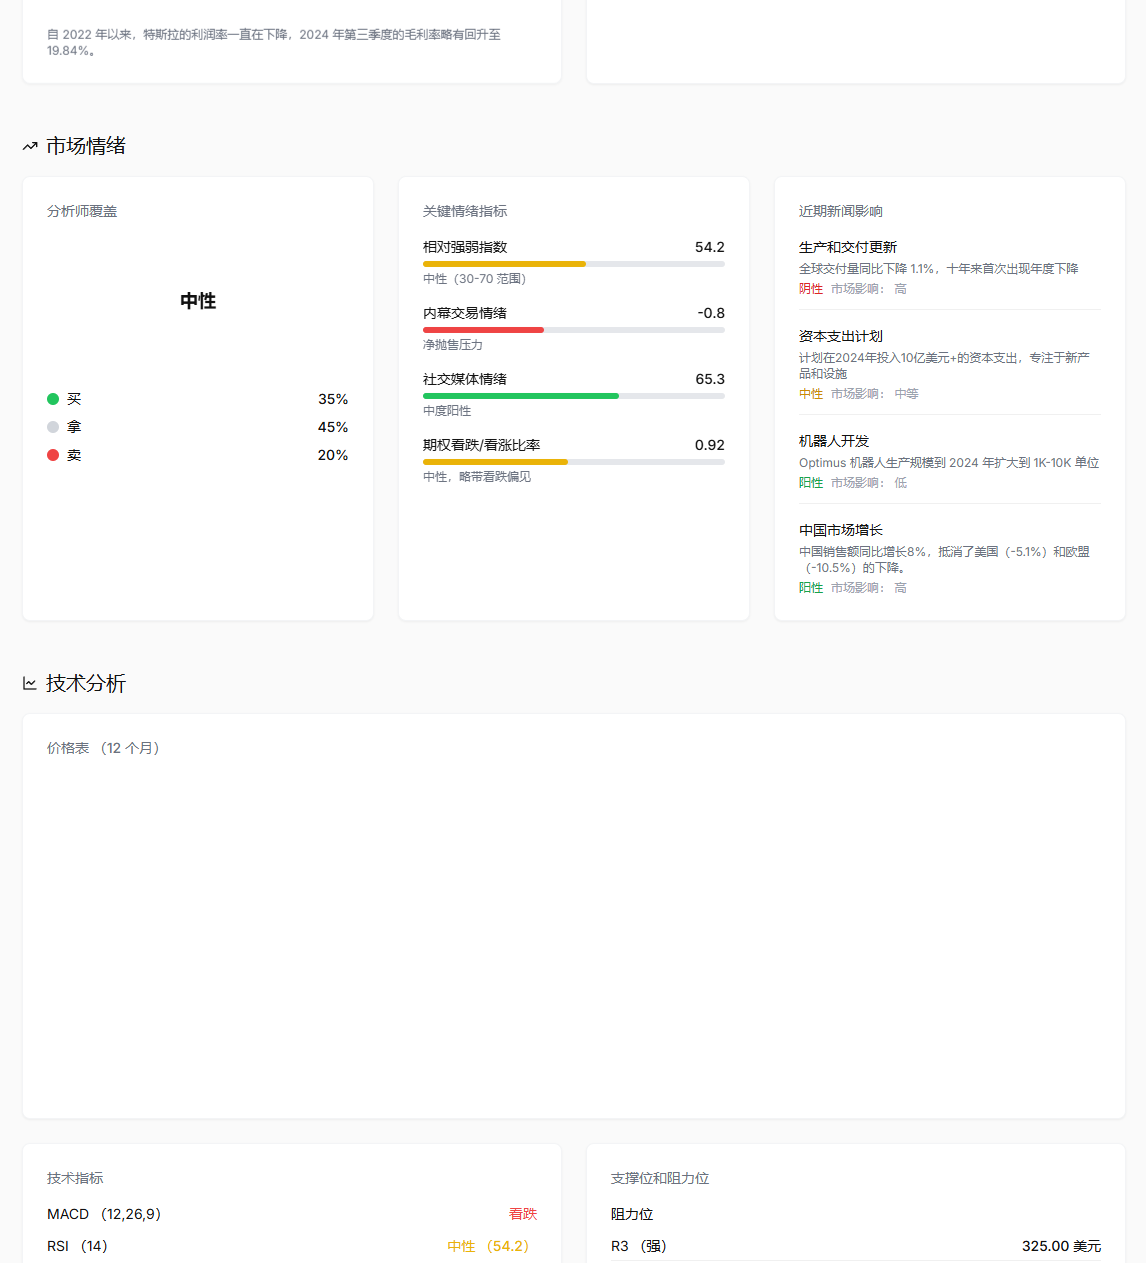 自 2022 年以来，特斯拉的利润率一直在下降，2024 年第三季度的毛利率略有回升至
19.84%。
市场情绪
分析师覆盖
中性
买 35%
拿 45%
卖 20%
关键情绪指标
相对强弱指数 54.2
中性（30-70 范围）
内幕交易情绪 -0.8
净抛售压力
社交媒体情绪 65.3
中度阳性
期权看跌/看涨比率 0.92
中性，略带看跌偏见
近期新闻影响
生产和交付更新
全球交付量同比下降 1.1%，十年来首次出现年度下降
阴性 市场影响： 高
资本支出计划
计划在2024年投入10亿美元+的资本支出，专注于新产
品和设施
中性 市场影响： 中等
机器人开发
Optimus 机器人生产规模到 2024 年扩大到 1K-10K 单位
阳性 市场影响： 低
中国市场增长
中国销售额同比增长8%，抵消了美国（-5.1%）和欧盟
（-10.5%）的下降。
阳性 市场影响： 高
技术分析
价格表 （12 个月）
技术指标
MACD （12,26,9） 看跌
RSI （14） 中性 （54.2）
支撑位和阻力位
阻力位
R3 （强） 325.00 美元